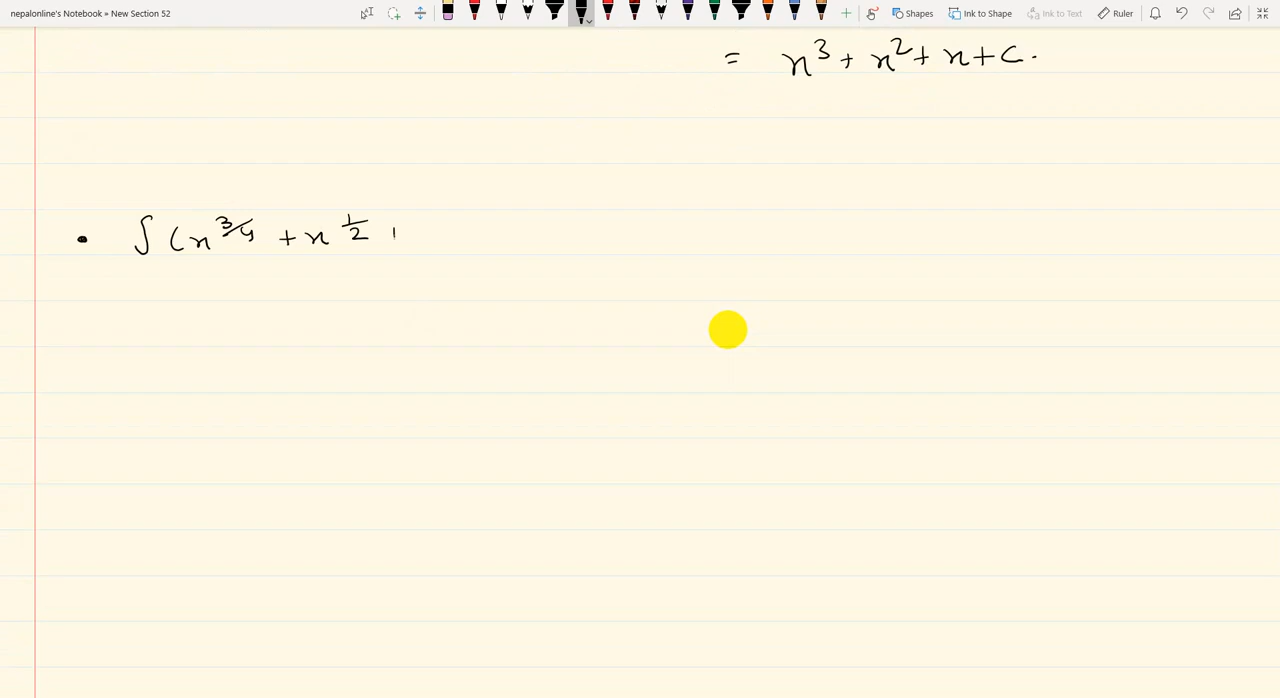 nepalonline's Notebook » New Section 52
Shapes
Ink to Shape
Ink to Text
Ruler
= x³ + x² + x + c.
• ∫ (x^{3/4} + x^{1/2}